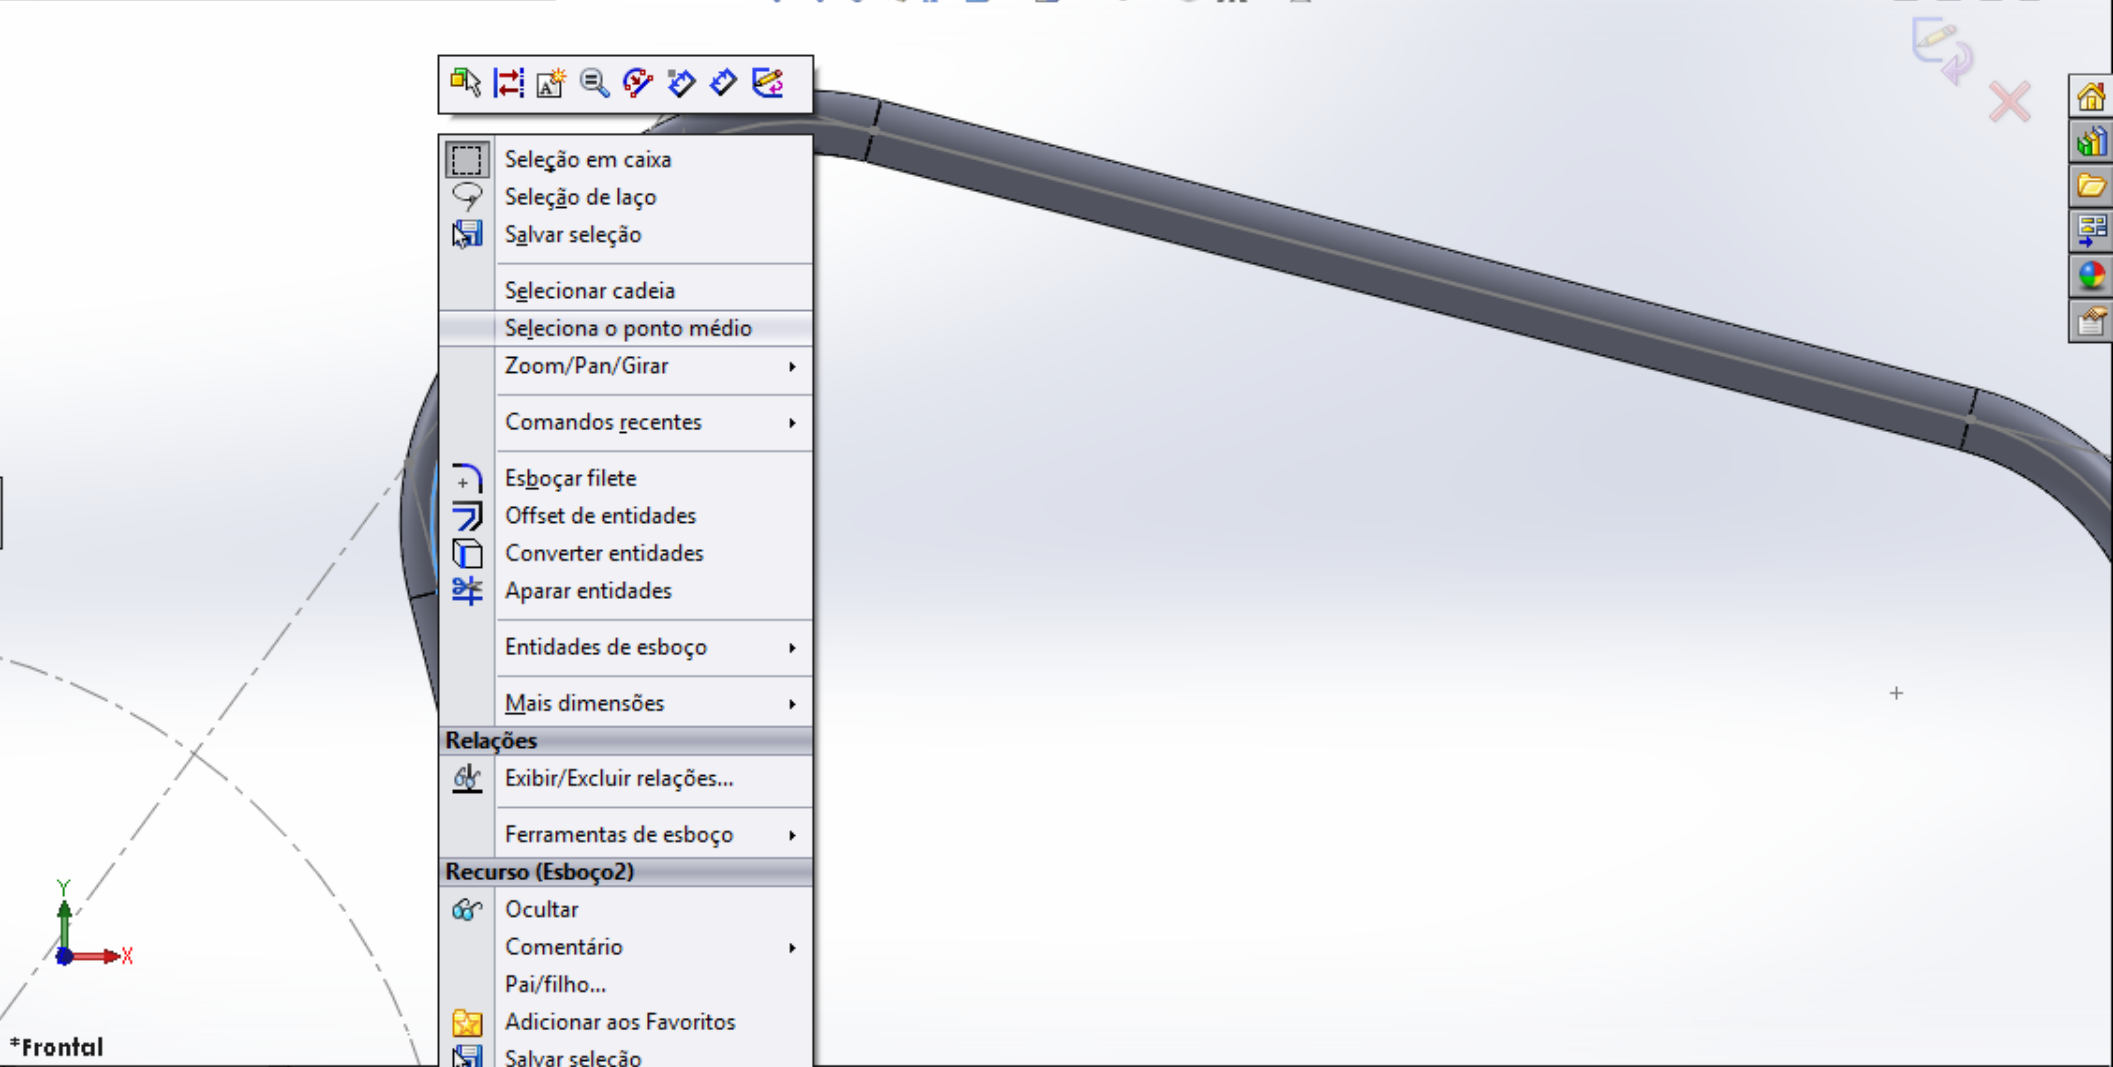 Seleção em caixa
Seleção de laço
Salvar seleção
Selecionar cadeia
Seleciona o ponto médio
Zoom/Pan/Girar
Comandos recentes
Esboçar filete
Offset de entidades
Converter entidades
Aparar entidades
Entidades de esboço
Mais dimensões
Relações
Exibir/Excluir relações...
Ferramentas de esboço
Recurso (Esboço2)
Ocultar
Comentário
Pai/filho...
Adicionar aos Favoritos
Salvar seleção
Y
X
*Frontal